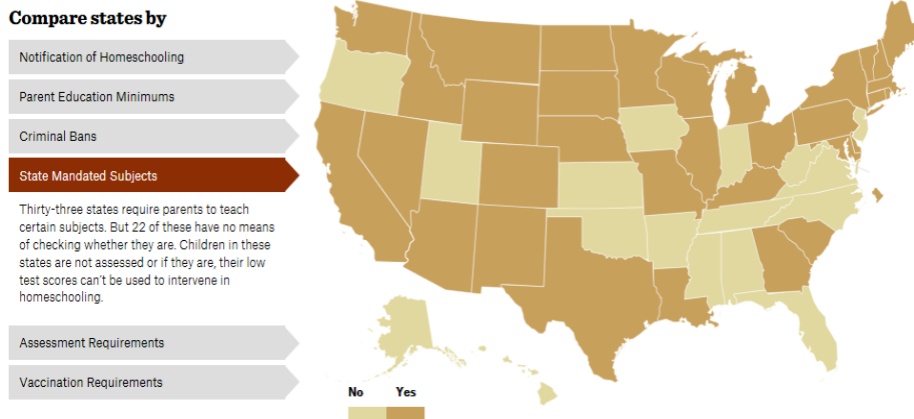 Compare states by
Notification of Homeschooling
Parent Education Minimums
Criminal Bans
State Mandated Subjects
Thirty-three states require parents to teach
certain subjects. But 22 of these have no means
of checking whether they are. Children in these
states are not assessed or if they are, their low
test scores can't be used to intervene in
homeschooling.
Assessment Requirements
Vaccination Requirements
No Yes